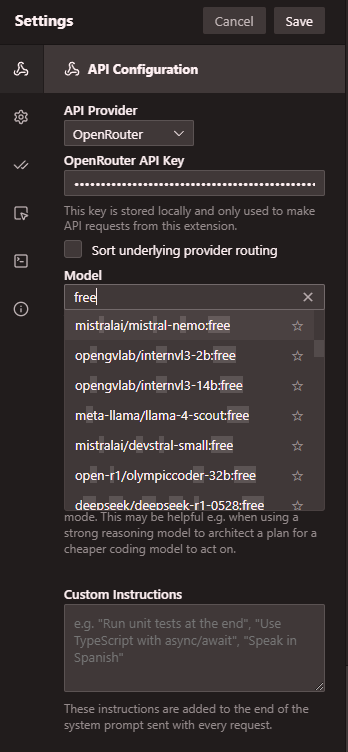 Settings
Cancel
Save
API Configuration
API Provider
OpenRouter
OpenRouter API Key
••••••••••••••••••••••••••••••••••••••••
This key is stored locally and only used to make
API requests from this extension.
Sort underlying provider routing
Model
free
mistralai/mistral-nemo:free
opengvlab/internvl3-2b:free
opengvlab/internvl3-14b:free
meta-llama/llama-4-scout:free
mistralai/devstral-small:free
open-r1/olympiccoder-32b:free
deepseek/deepseek-r1-0528:free
mode. This may be helpful e.g. when using a
strong reasoning model to architect a plan for a
cheaper coding model to act on.
Custom Instructions
e.g. "Run unit tests at the end", "Use
TypeScript with async/await", "Speak in
Spanish"
These instructions are added to the end of the
system prompt sent with every request.